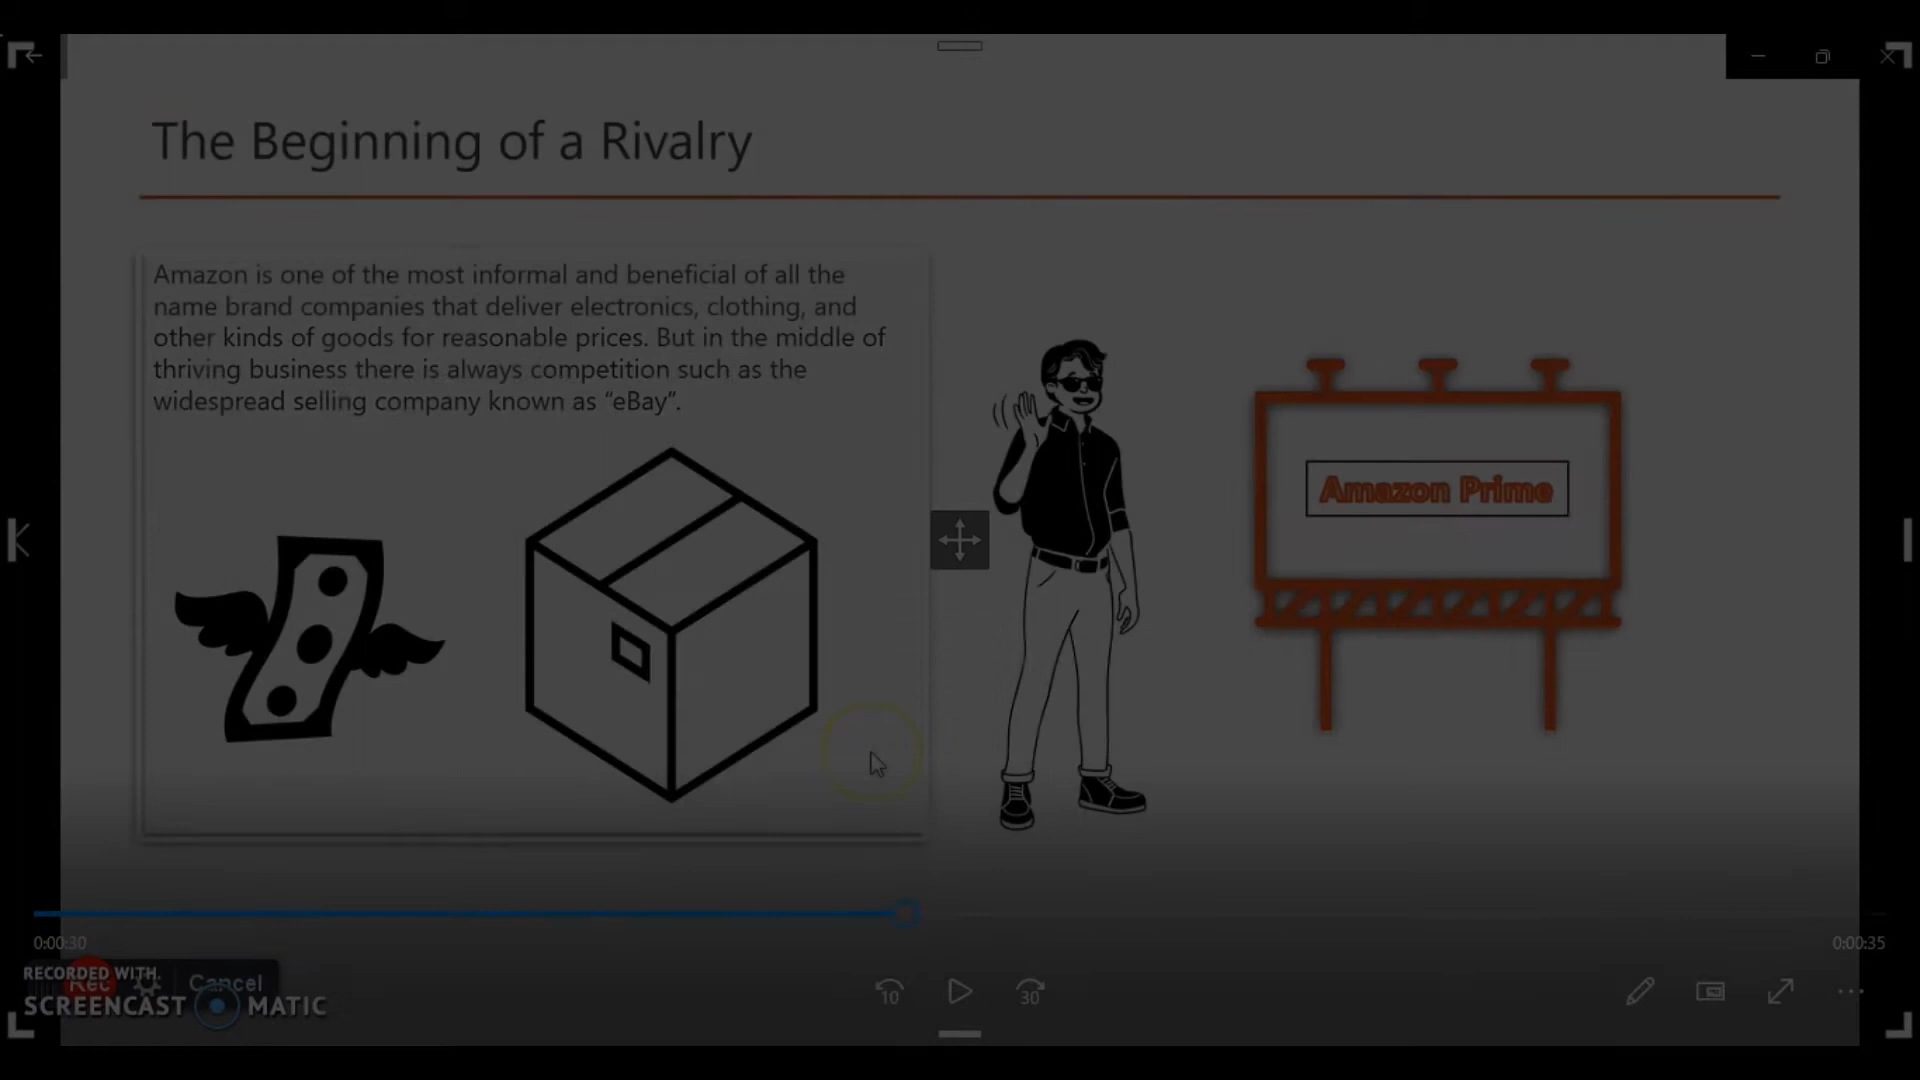 The Beginning of a Rivalry
Amazon is one of the most informal and beneficial of all the
name brand companies that deliver electronics, clothing, and
other kinds of goods for reasonable prices. But in the middle of
thriving business there is always competition such as the
widespread selling company known as “eBay”.
Amazon Prime
0:00:30
0:00:35
RECORDED WITH
Rec
Cancel
SCREENCAST MATIC
10
30